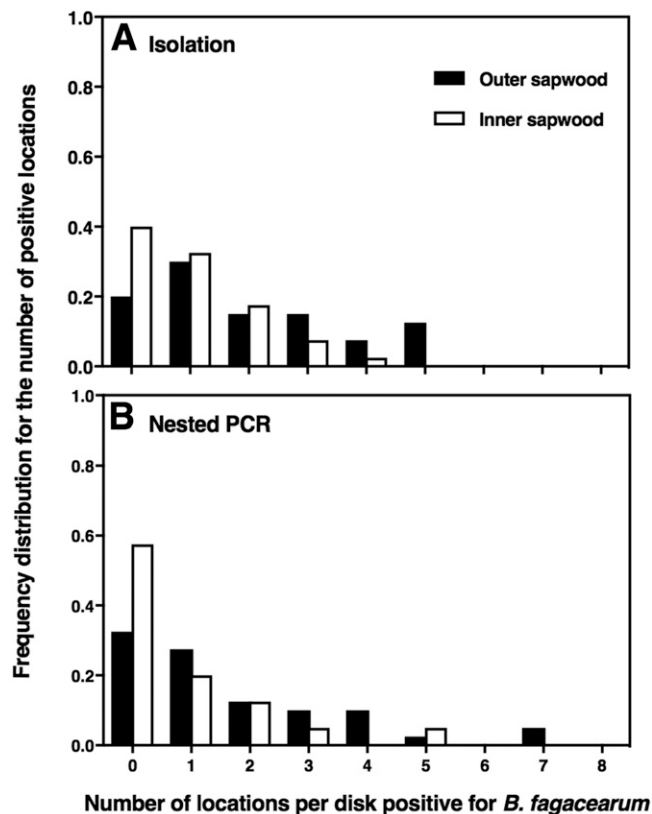 Frequency distribution for the number of positive locations
A Isolation
Outer sapwood
Inner sapwood
1.0
0.8
0.6
0.4
0.2
0.0
B Nested PCR
1.0
0.8
0.6
0.4
0.2
0.0
0 1 2 3 4 5 6 7 8
Number of locations per disk positive for B. fagacearum